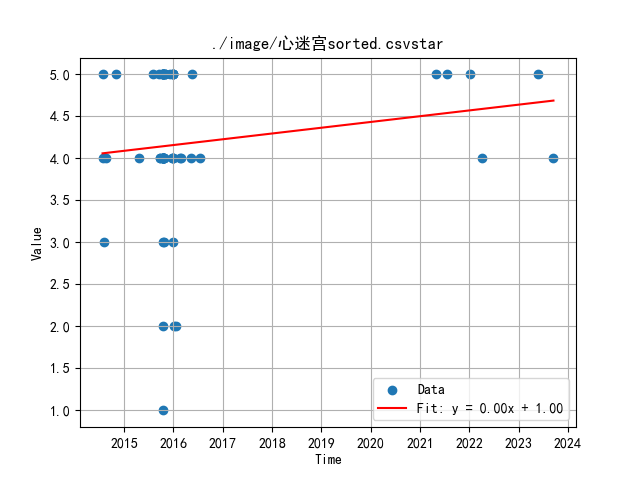 ./image/心迷宫sorted.csvstar
5.0
4.5
4.0
3.5
3.0
2.5
2.0
1.5
1.0
Value
2015 2016 2017 2018 2019 2020 2021 2022 2023 2024
Time
Data
Fit: y = 0.00x + 1.00